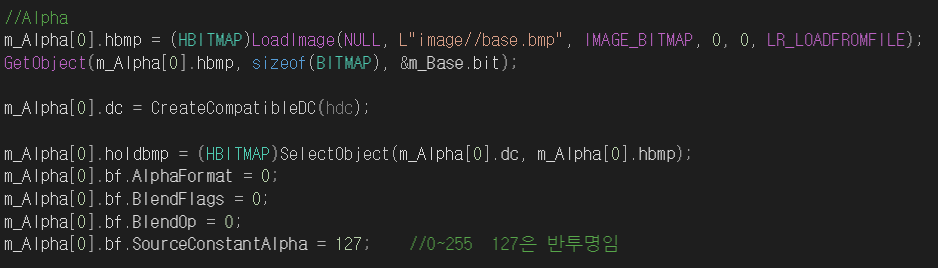 //Alpha
m_Alpha[0].hbmp = (HBITMAP)LoadImage(NULL, L"image//base.bmp", IMAGE_BITMAP, 0, 0, LR_LOADFROMFILE);
GetObject(m_Alpha[0].hbmp, sizeof(BITMAP), &m_Base.bit);
m_Alpha[0].dc = CreateCompatibleDC(hdc);
m_Alpha[0].holdbmp = (HBITMAP)SelectObject(m_Alpha[0].dc, m_Alpha[0].hbmp);
m_Alpha[0].bf.AlphaFormat = 0;
m_Alpha[0].bf.BlendFlags = 0;
m_Alpha[0].bf.BlendOp = 0;
m_Alpha[0].bf.SourceConstantAlpha = 127; //0~255 127은 반투명임